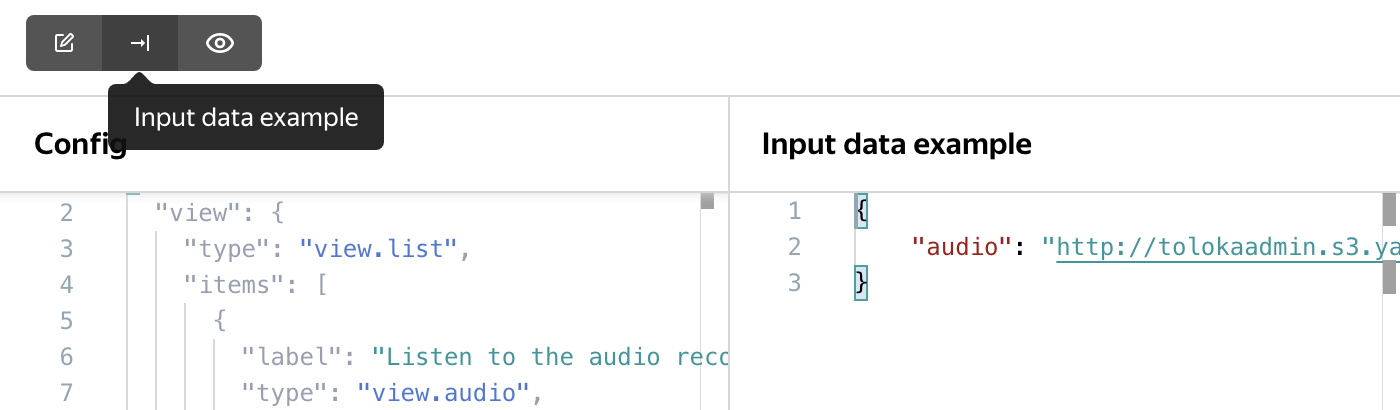 Input data example
Config
2 "view": {
3 "type": "view.list",
4 "items": [
5 {
6 "label": "Listen to the audio reco
7 "type": "view.audio",
Input data example
1 {
2 "audio": "http://tolokaadmin.s3.ya
3 }